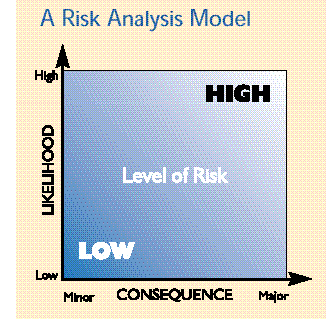 A Risk Analysis Model
High
HIGH
LIKELIHOOD
Level of Risk
LOW
Low
Minor
CONSEQUENCE
Major